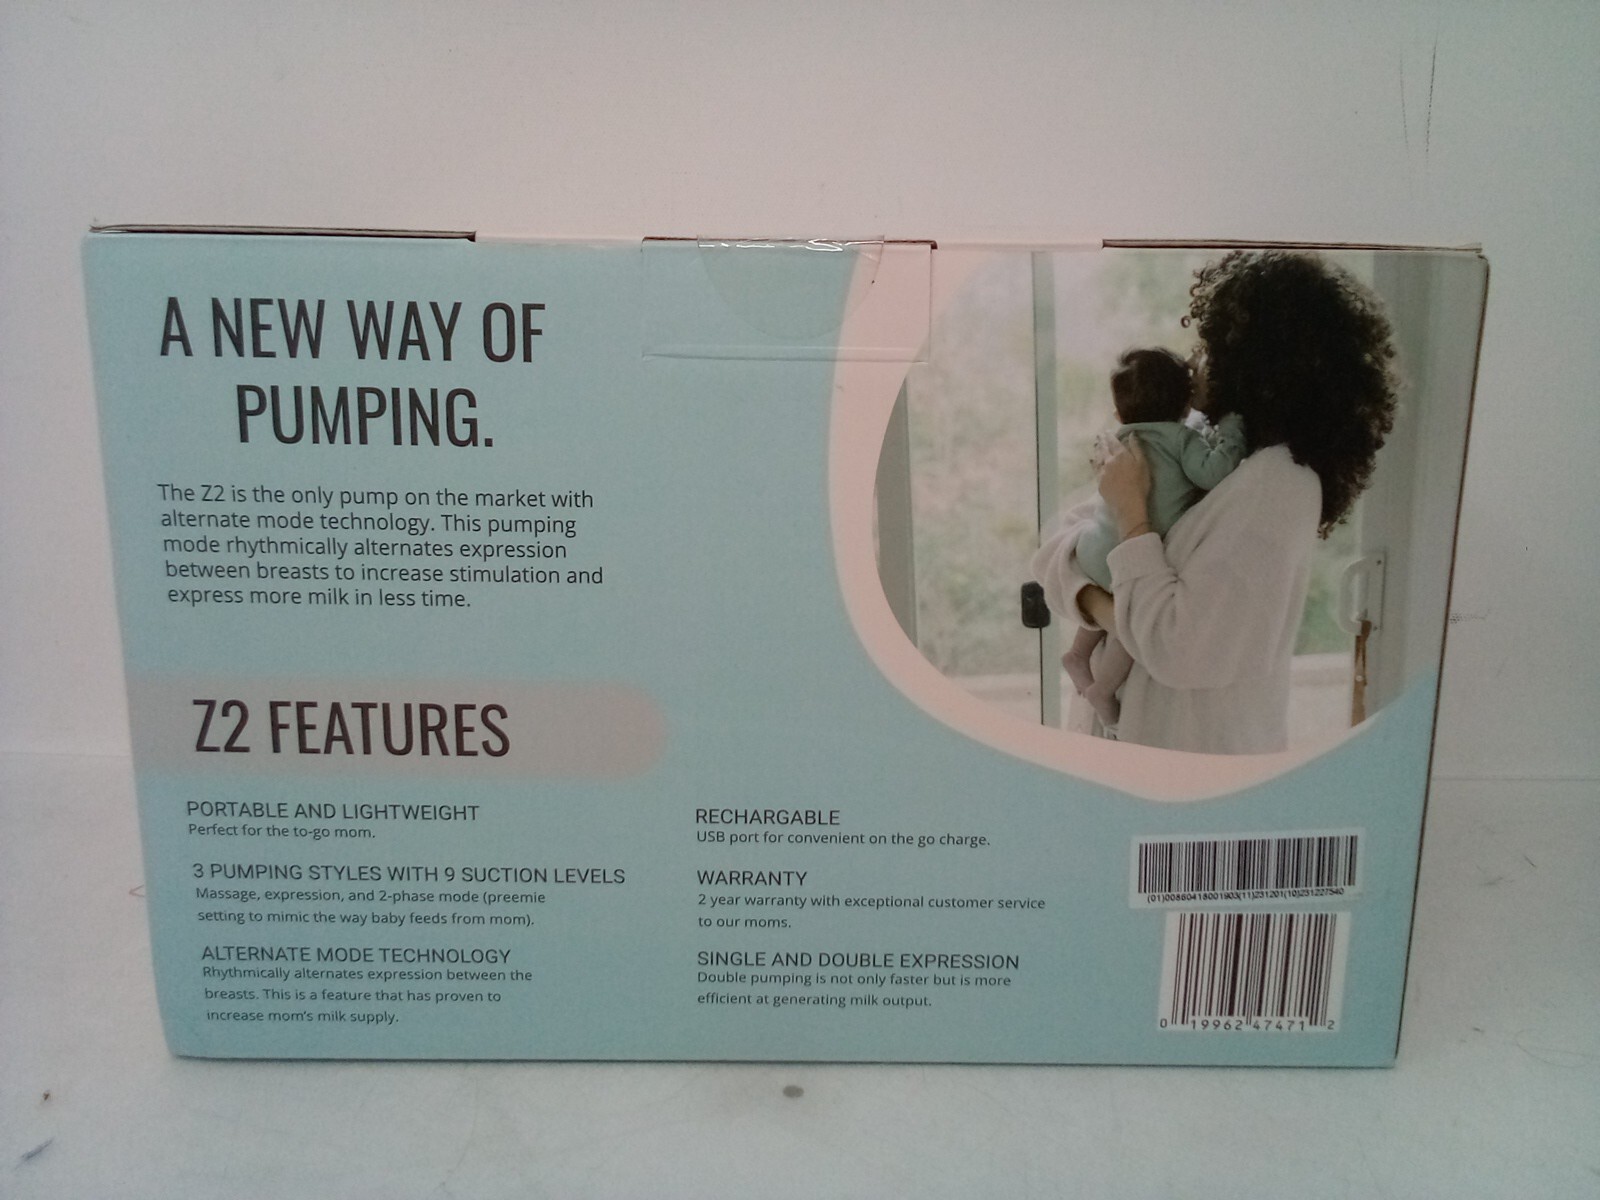 A NEW WAY OF
PUMPING.
The Z2 is the only pump on the market with
alternate mode technology. This pumping
mode rhythmically alternates expression
between breasts to increase stimulation and
express more milk in less time.
Z2 FEATURES
PORTABLE AND LIGHTWEIGHT
Perfect for the to-go mom.
3 PUMPING STYLES WITH 9 SUCTION LEVELS
Massage, expression, and 2-phase mode (preemie
setting to mimic the way baby feeds from mom).
ALTERNATE MODE TECHNOLOGY
Rhythmically alternates expression between the
breasts. This is a feature that has proven to
increase mom's milk supply.
RECHARGABLE
USB port for convenient on the go charge.
WARRANTY
2 year warranty with exceptional customer service
to our moms.
SINGLE AND DOUBLE EXPRESSION
Double pumping is not only faster but is more
efficient at generating milk output.
(01)00860418001903(11)231201(10)231227540
0 19962 47471 2